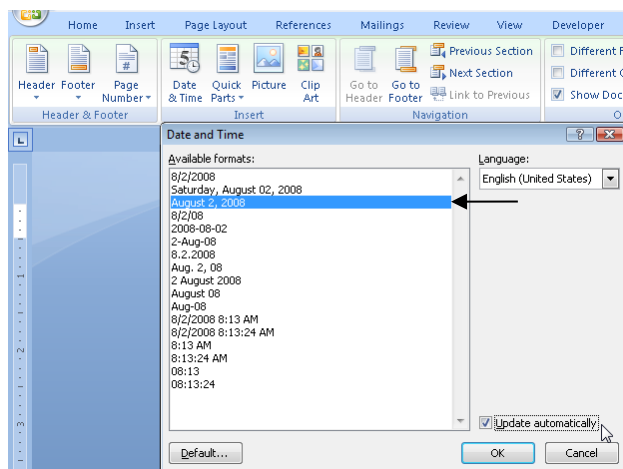 Home Insert Page Layout References Mailings Review View Developer
Header Footer Page Number
Date & Time Quick Parts Picture Clip Art
Go to Header Go to Footer
Previous Section
Next Section
Link to Previous
Different F
Different
Show Doc
Header & Footer Insert Navigation O
L
Date and Time
Available formats:
Language:
8/2/2008
English (United States)
Saturday, August 02, 2008
August 2, 2008
8/2/08
2008-08-02
2-Aug-08
8.2.2008
Aug. 2, 08
2 August 2008
August 08
Aug-08
8/2/2008 8:13 AM
8/2/2008 8:13:24 AM
8:13 AM
8:13:24 AM
08:13
08:13:24
1
2
3
Update automatically
Default...
OK
Cancel